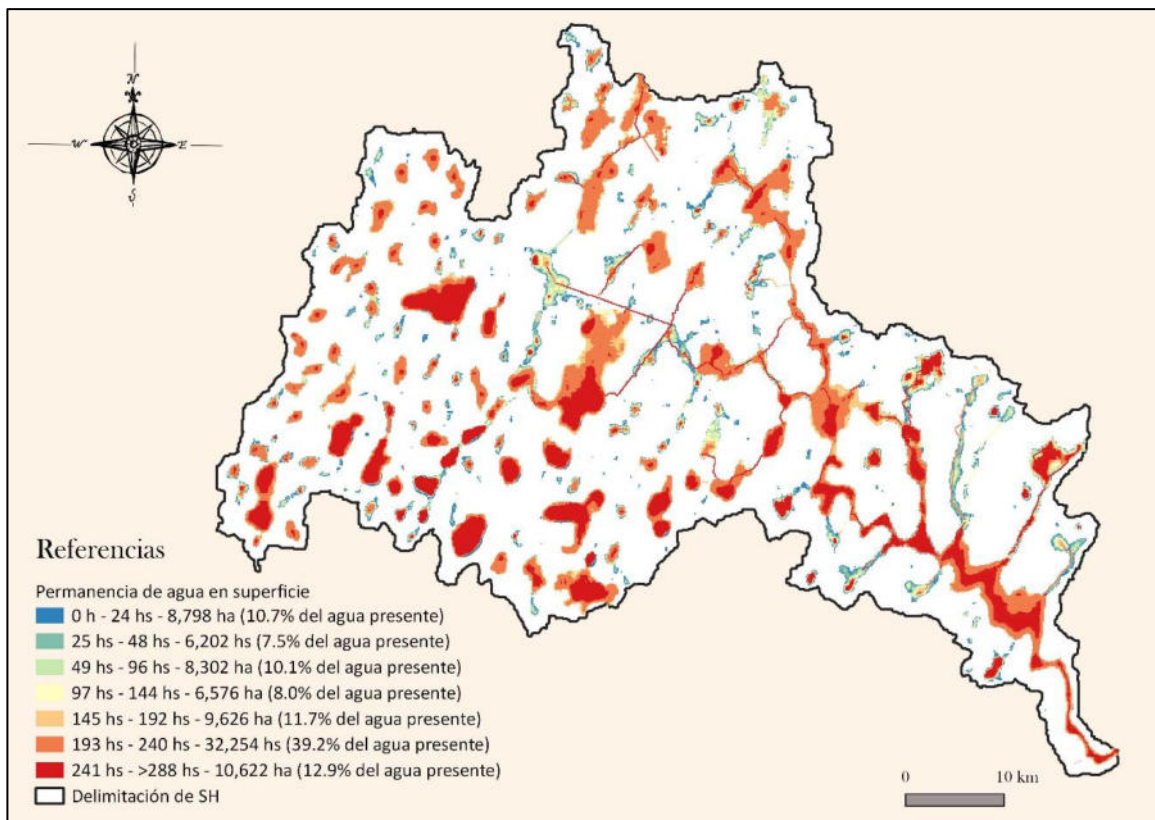 N
W
E
S
Referencias
Permanencia de agua en superficie
0 h - 24 hs - 8,798 ha (10.7% del agua presente)
25 hs - 48 hs - 6,202 hs (7.5% del agua presente)
49 hs - 96 hs - 8,302 ha (10.1% del agua presente)
97 hs - 144 hs - 6,576 ha (8.0% del agua presente)
145 hs - 192 hs - 9,626 ha (11.7% del agua presente)
193 hs - 240 hs - 32,254 hs (39.2% del agua presente)
241 hs - >288 hs - 10,622 ha (12.9% del agua presente)
Delimitación de SH
0 10 km